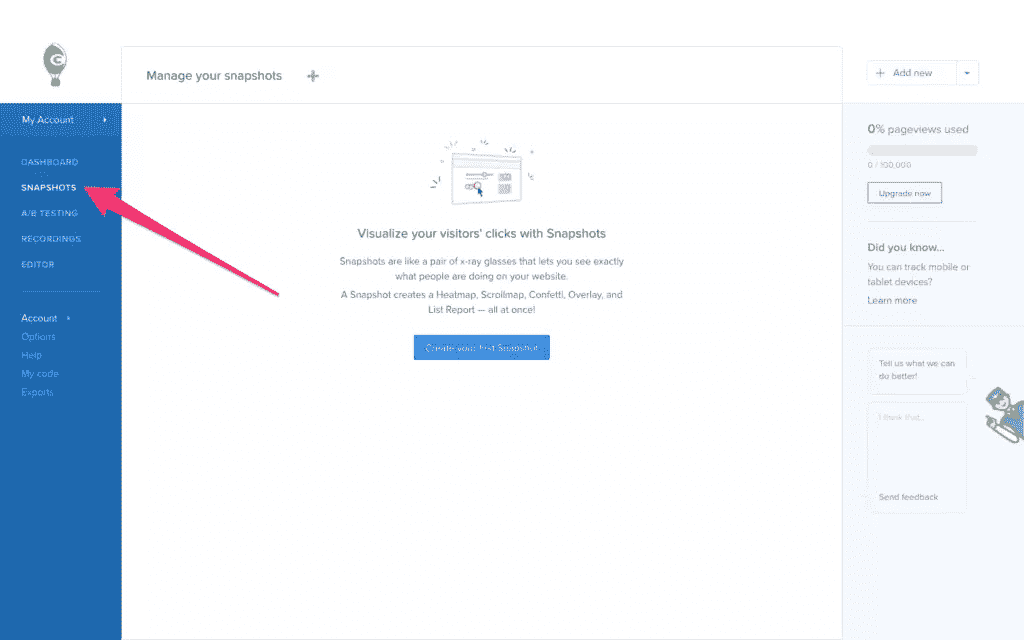 Manage your snapshots
Add new
My Account
DASHBOARD
SNAPSHOTS
A/B TESTING
RECORDINGS
EDITOR
Account
Options
Help
My code
Exports
Visualize your visitors' clicks with Snapshots
Snapshots are like a pair of x-ray glasses that lets you see exactly
what people are doing on your website.
A Snapshot creates a Heatmap, Scrollmap, Confetti, Overlay, and
List Report — all at once!
Create your first Snapshot
0% pageviews used
0 / 100,000
Upgrade now
Did you know...
You can track mobile or
tablet devices?
Learn more
Tell us what we can
do better!
I think that...
Send feedback